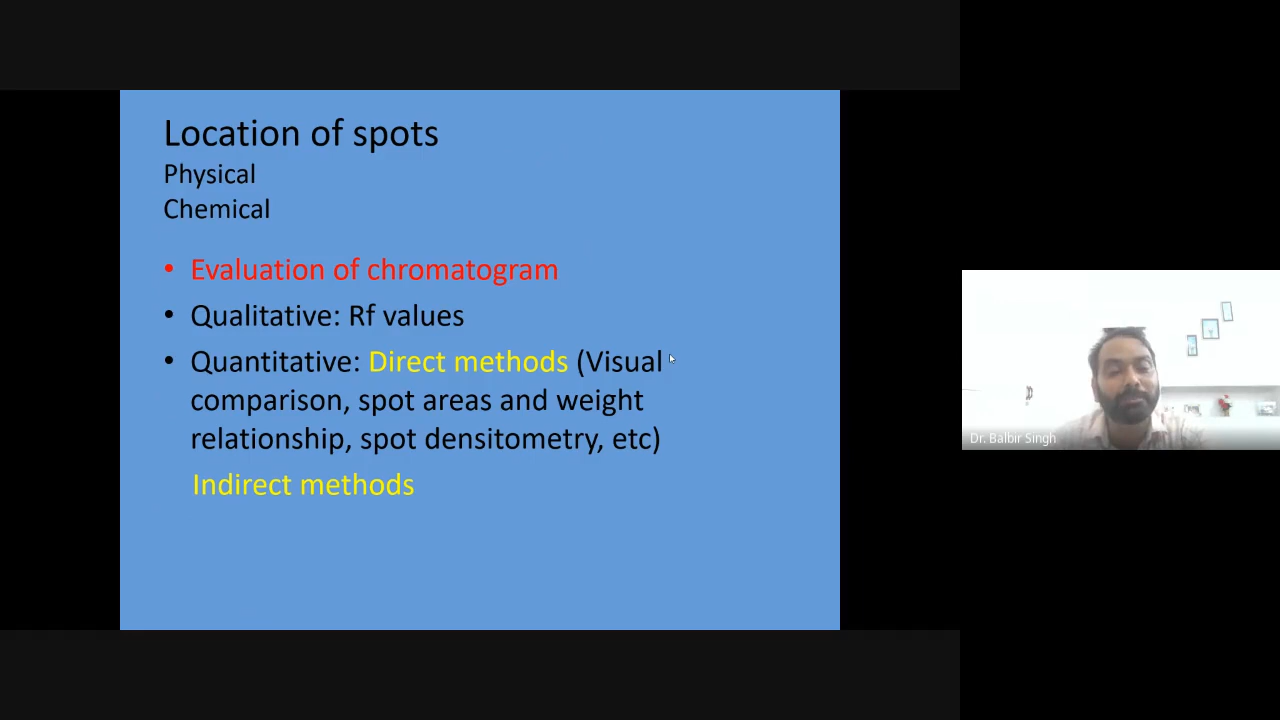 Location of spots
Physical
Chemical
• Evaluation of chromatogram
• Qualitative: Rf values
• Quantitative: Direct methods (Visual
comparison, spot areas and weight
relationship, spot densitometry, etc)
Indirect methods
Dr. Balbir Singh